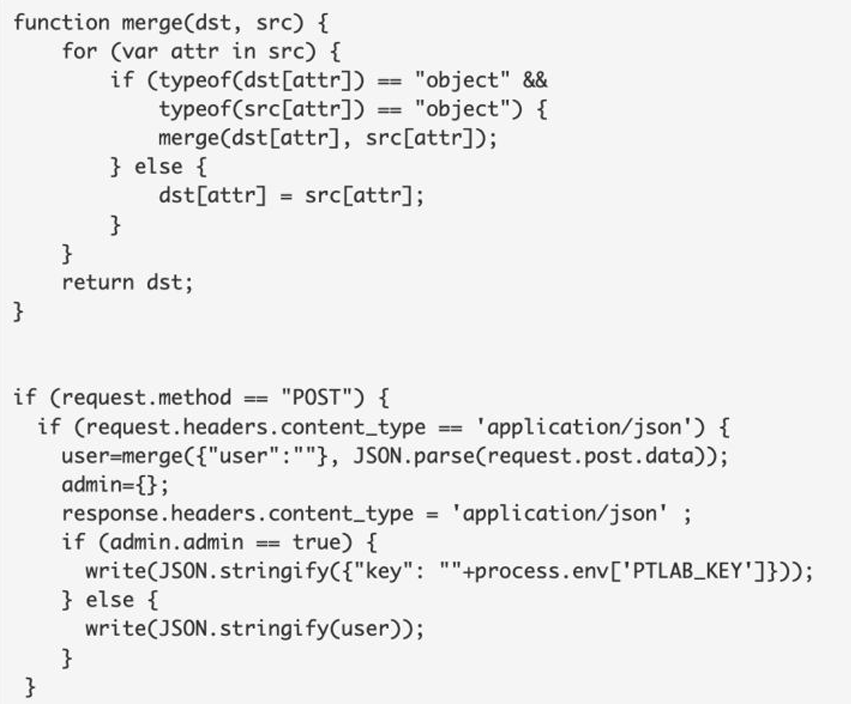 function merge(dst, src) {
    for (var attr in src) {
        if (typeof(dst[attr]) == "object" &&
            typeof(src[attr]) == "object") {
            merge(dst[attr], src[attr]);
        } else {
            dst[attr] = src[attr];
        }
    }
    return dst;
}
if (request.method == "POST") {
  if (request.headers.content_type == 'application/json') {
    user=merge({"user":""}, JSON.parse(request.post.data));
    admin={};
    response.headers.content_type = 'application/json' ;
    if (admin.admin == true) {
      write(JSON.stringify({"key": ""+process.env['PTLAB_KEY']}));
    } else {
      write(JSON.stringify(user));
    }
 }